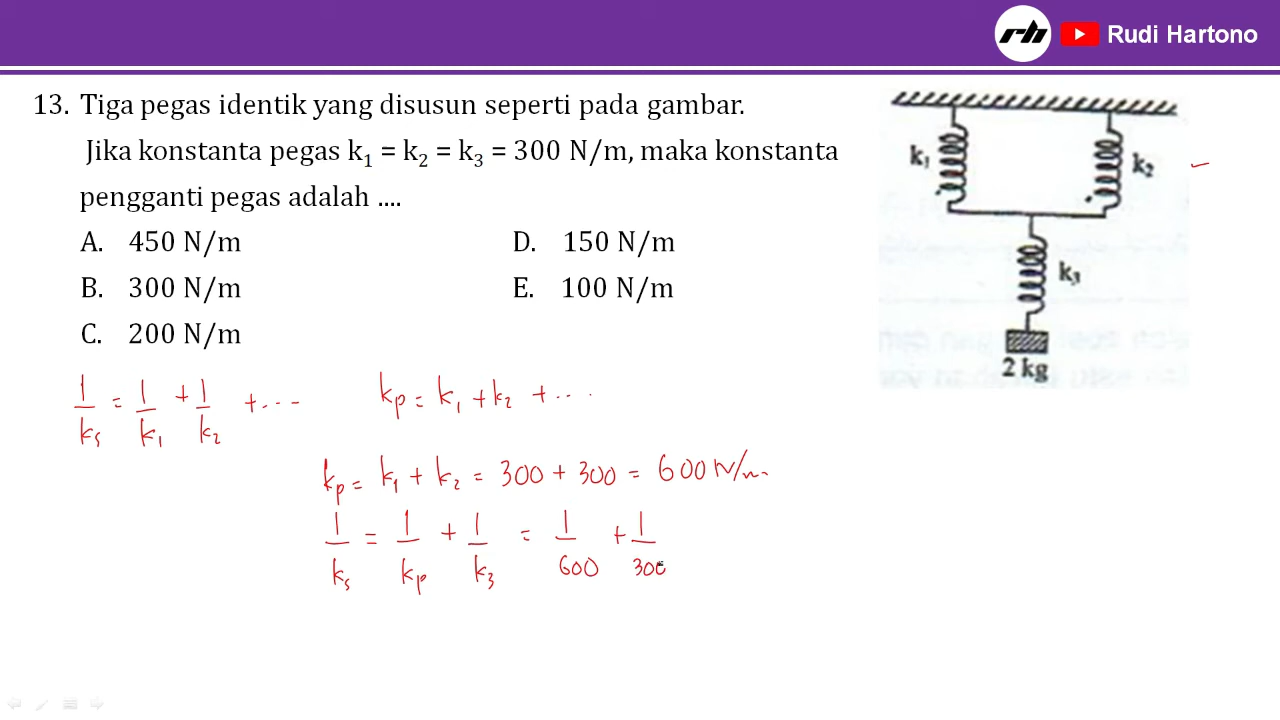 rh Rudi Hartono
13. Tiga pegas identik yang disusun seperti pada gambar.
Jika konstanta pegas k₁ = k₂ = k₃ = 300 N/m, maka konstanta
pengganti pegas adalah ....
A. 450 N/m D. 150 N/m
B. 300 N/m E. 100 N/m
C. 200 N/m
k₁
k₂
k₃
2 kg
1/kₛ = 1/k₁ + 1/k₂ + ... kₚ = k₁ + k₂ + ...
kₚ = k₁ + k₂ = 300 + 300 = 600 N/m
1/kₛ = 1/kₚ + 1/k₃ = 1/600 + 1/300